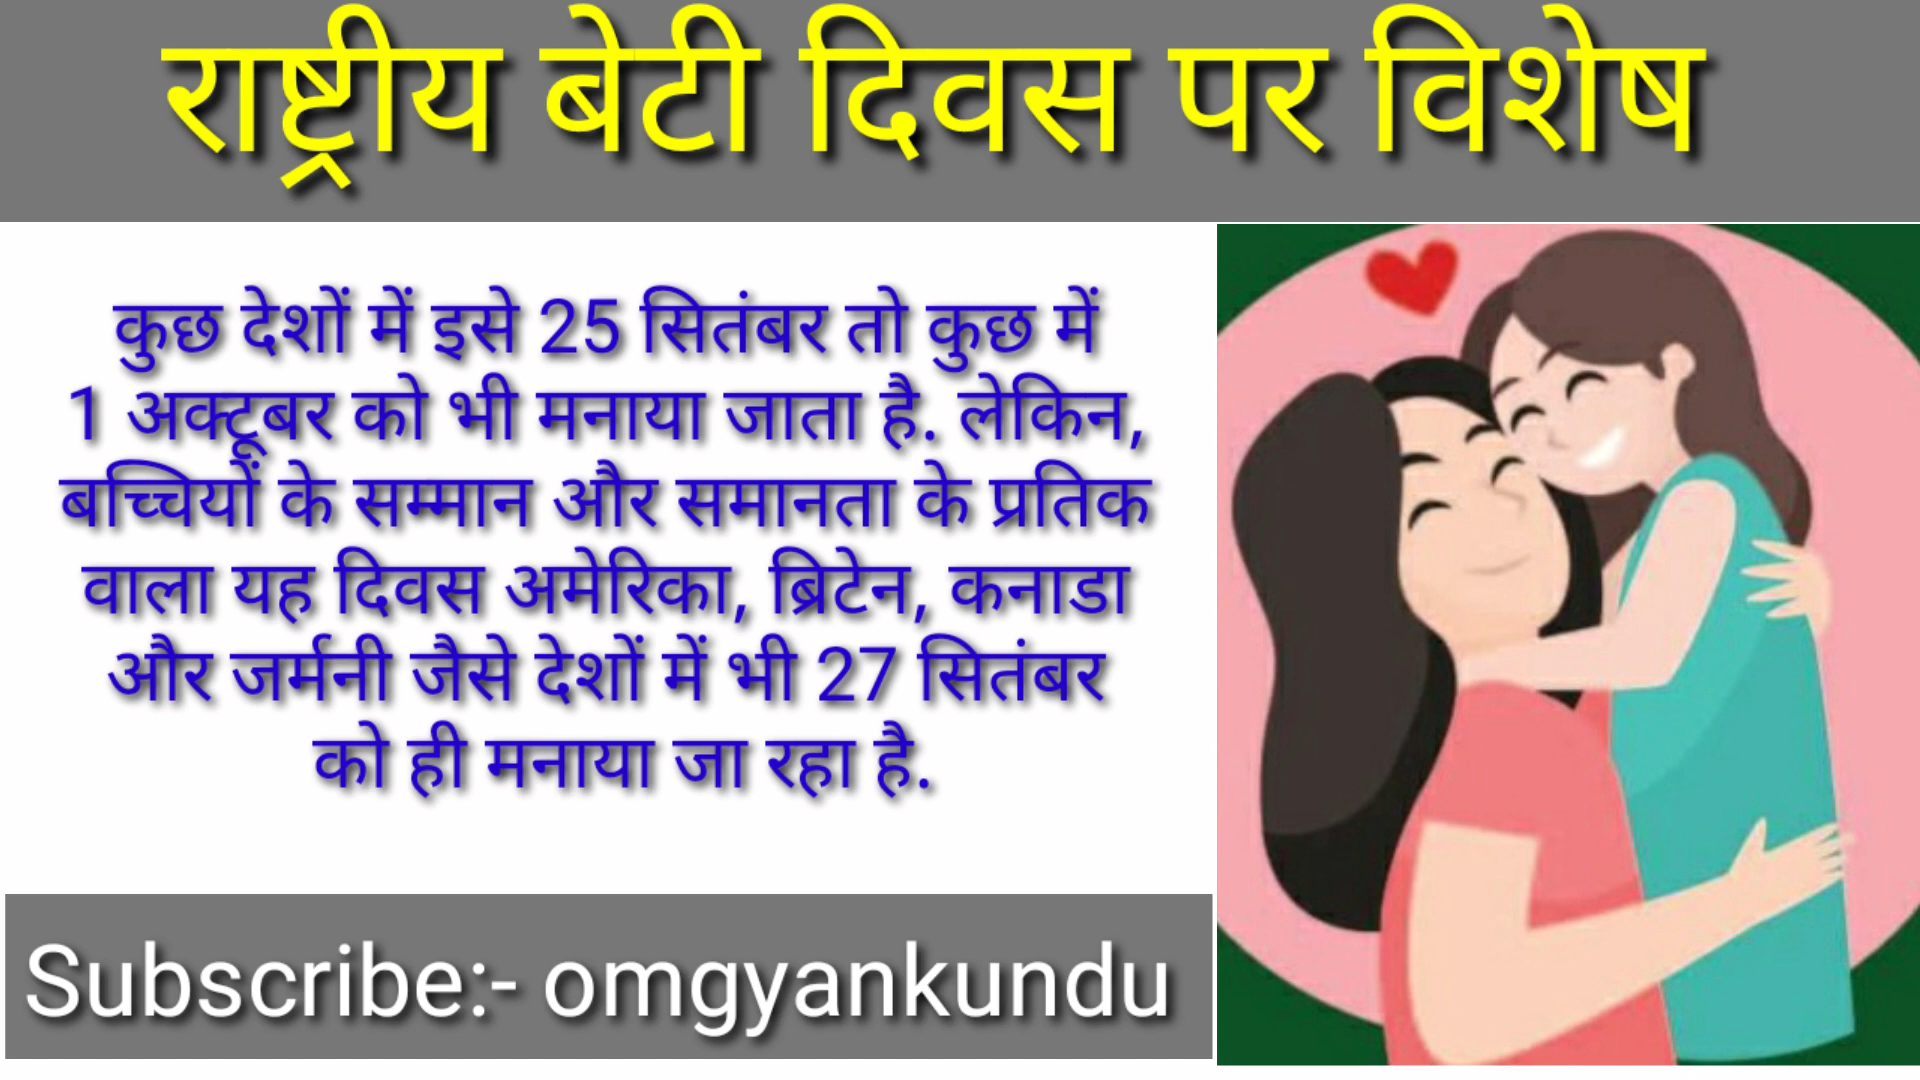 राष्ट्रीय बेटी दिवस पर विशेष
कुछ देशों में इसे 25 सितंबर तो कुछ में
1 अक्टूबर को भी मनाया जाता है. लेकिन,
बच्चियों के सम्मान और समानता के प्रतिक
वाला यह दिवस अमेरिका, ब्रिटेन, कनाडा
और जर्मनी जैसे देशों में भी 27 सितंबर
को ही मनाया जा रहा है.
Subscribe:- omgyankundu